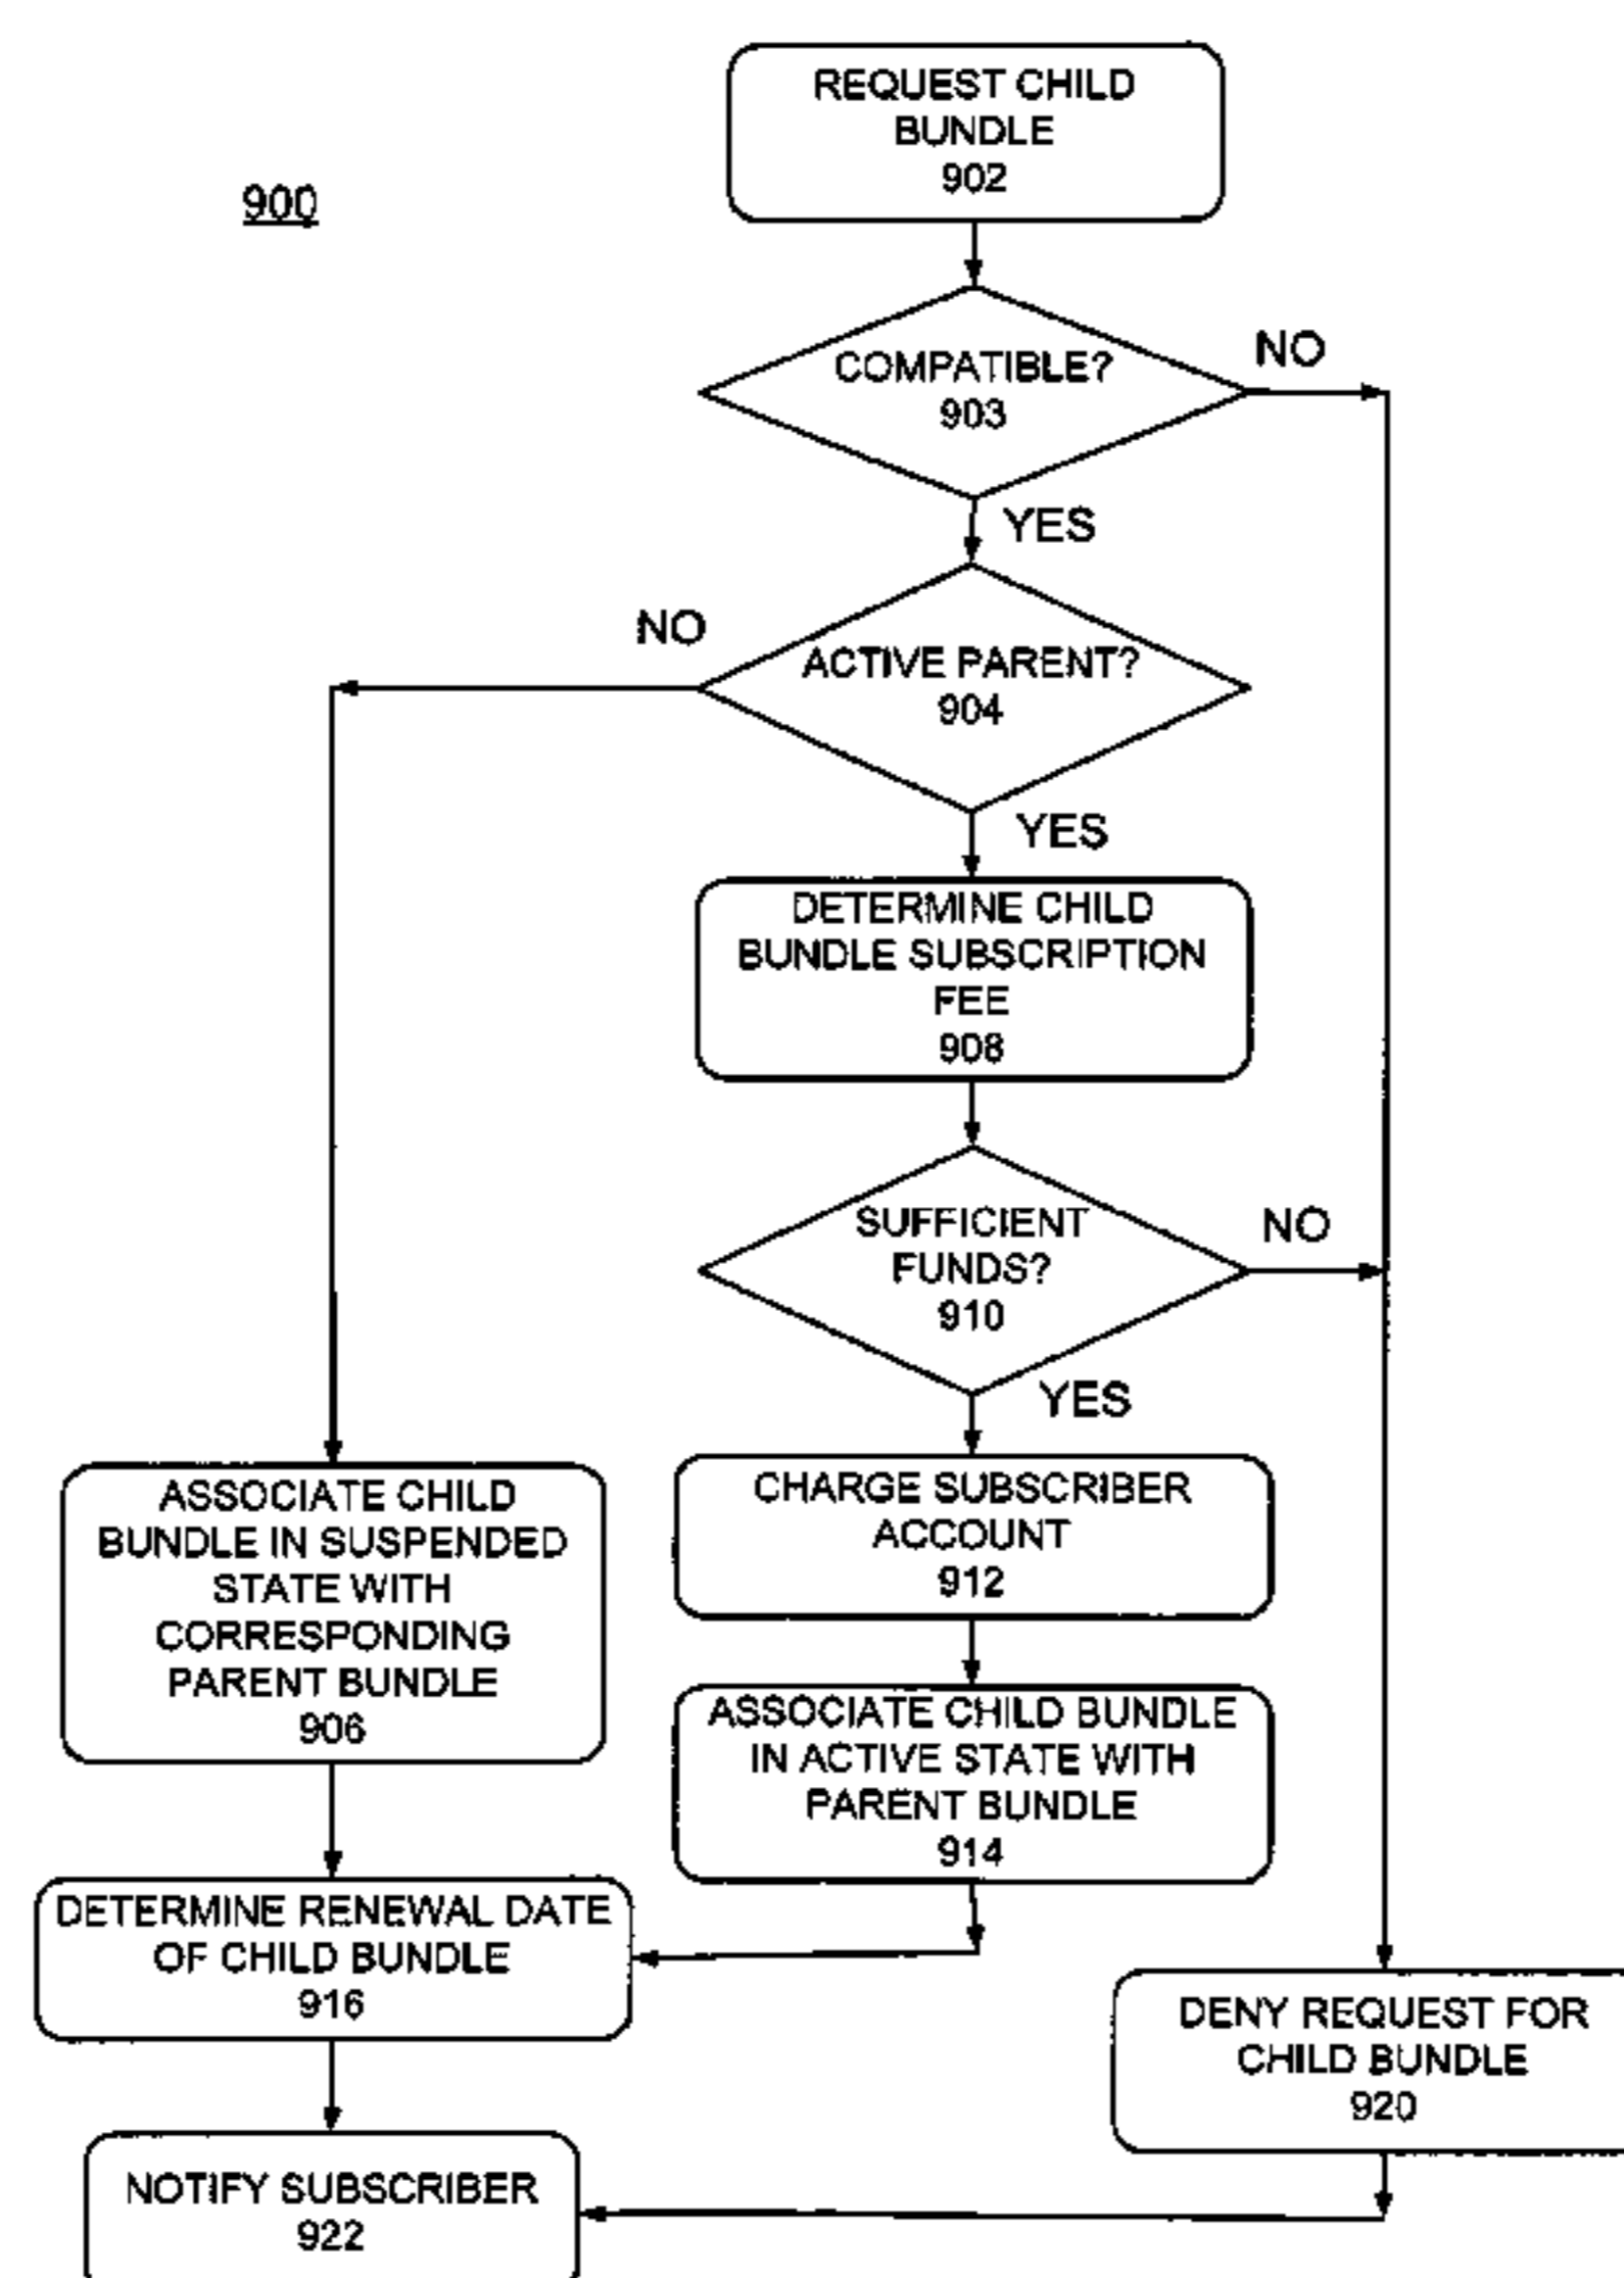 REQUEST CHILD
BUNDLE
902
900
COMPATIBLE?
903
NO
YES
NO
ACTIVE PARENT?
904
YES
DETERMINE CHILD
BUNDLE SUBSCRIPTION
FEE
908
SUFFICIENT
FUNDS?
910
NO
YES
CHARGE SUBSCRIBER
ACCOUNT
912
ASSOCIATE CHILD
BUNDLE IN SUSPENDED
STATE WITH
CORRESPONDING
PARENT BUNDLE
906
ASSOCIATE CHILD BUNDLE
IN ACTIVE STATE WITH
PARENT BUNDLE
914
DETERMINE RENEWAL DATE
OF CHILD BUNDLE
916
DENY REQUEST FOR
CHILD BUNDLE
920
NOTIFY SUBSCRIBER
922